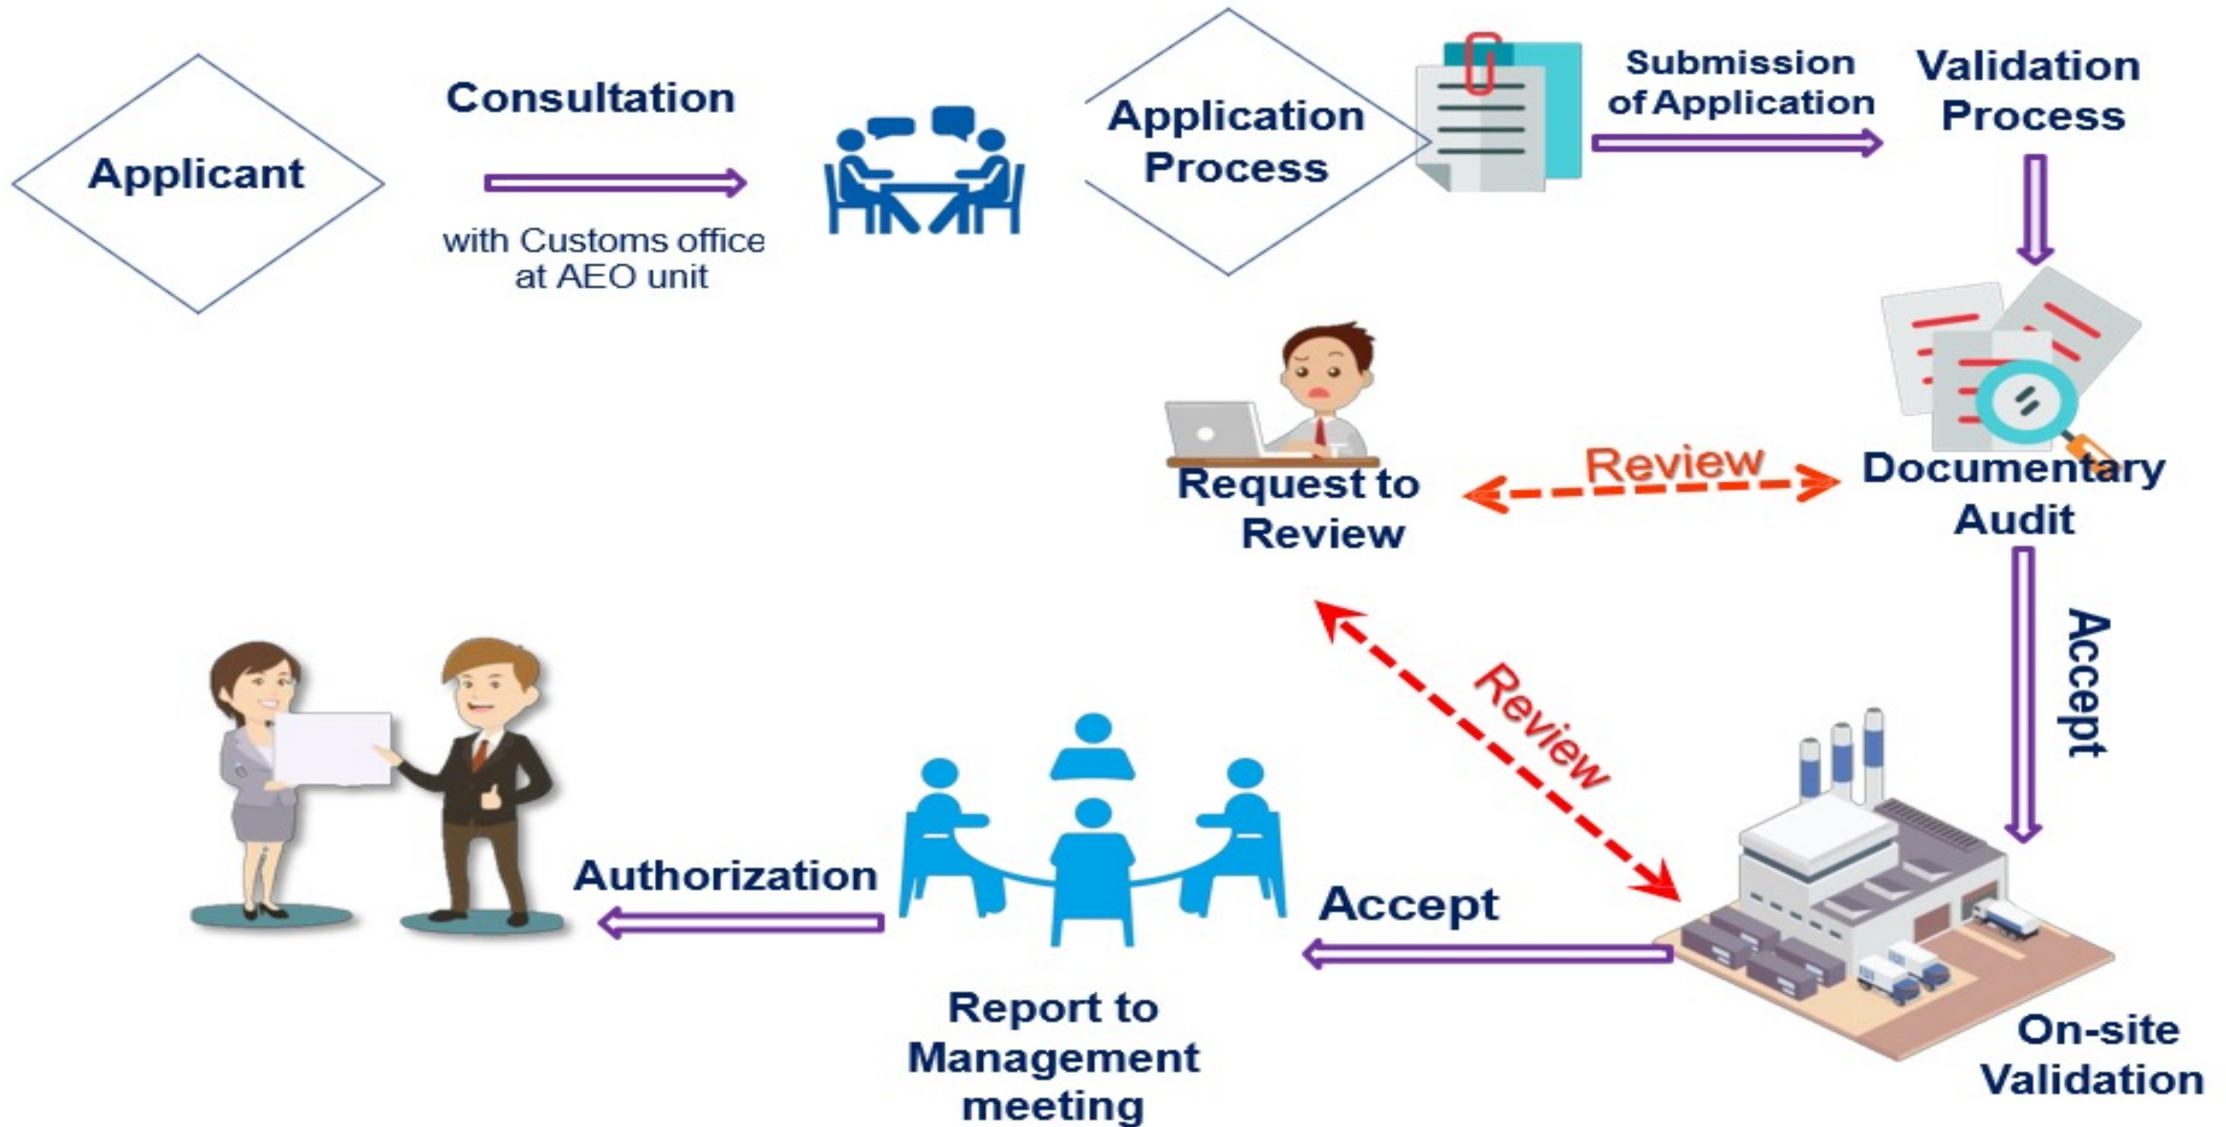 Applicant
Consultation
with Customs office
at AEO unit
Application
Process
Submission
of Application
Validation
Process
Documentary
Audit
Review
Request to
Review
Accept
Review
On-site
Validation
Accept
Report to
Management
meeting
Authorization